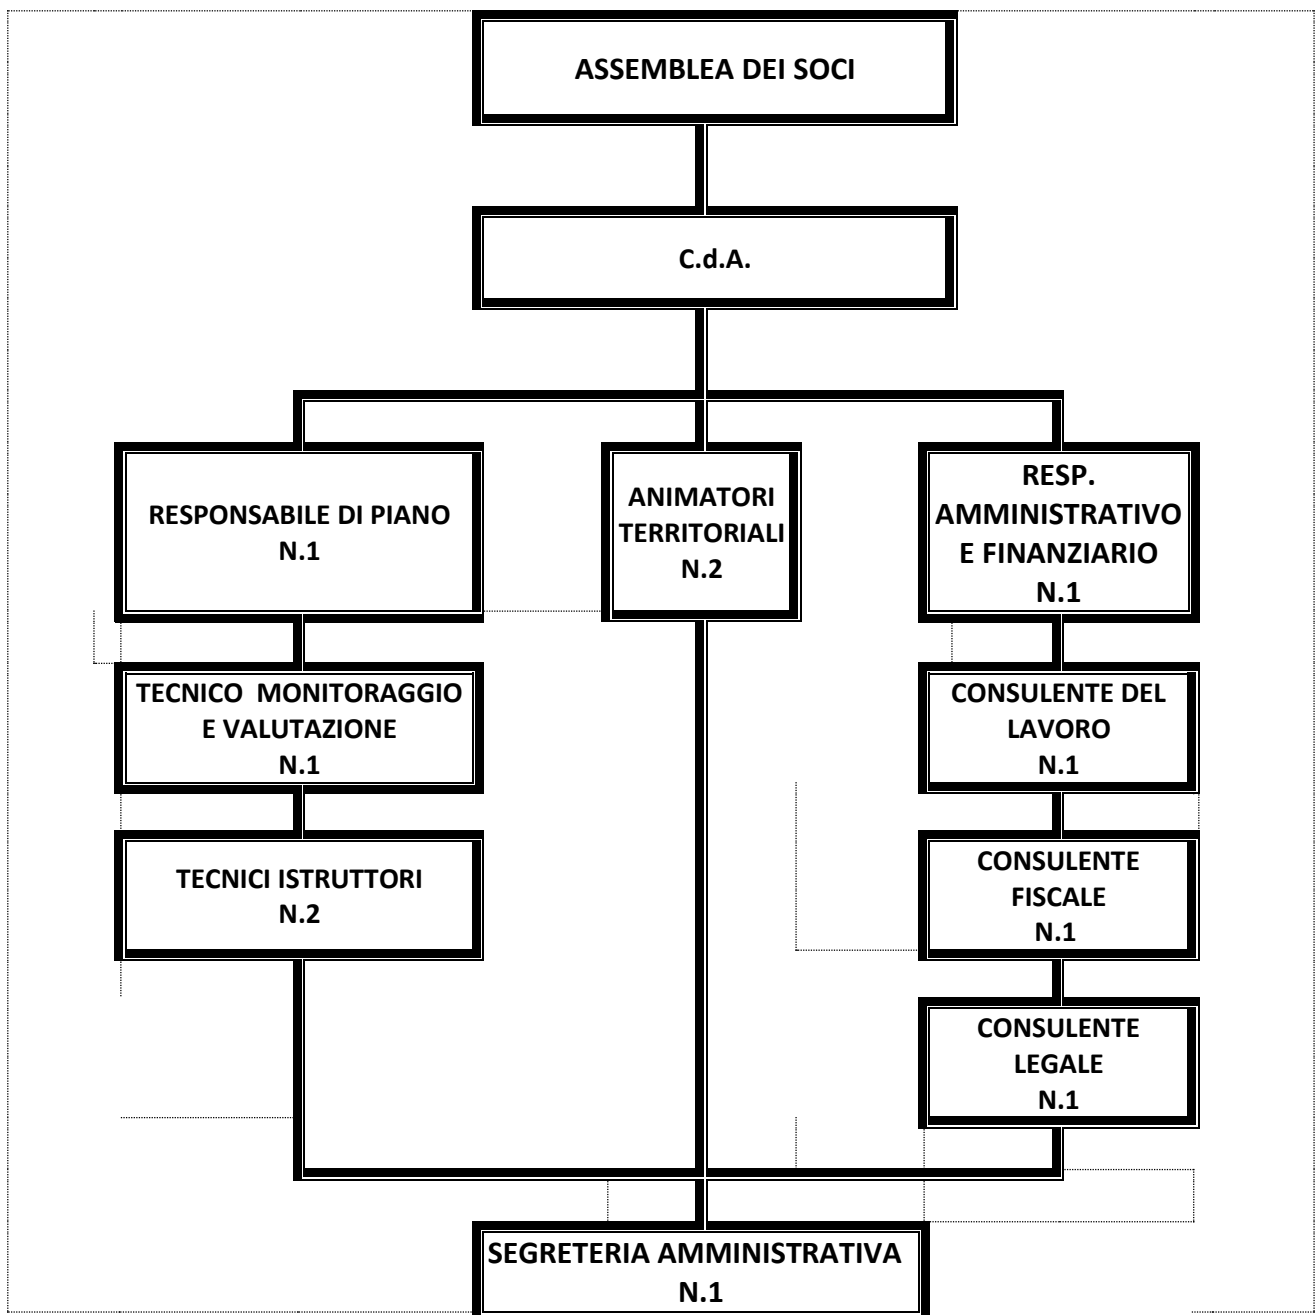 ASSEMBLEA DEI SOCI
C.d.A.
RESPONSABILE DI PIANO
N.1
ANIMATORI
TERRITORIALI
N.2
RESP.
AMMINISTRATIVO
E FINANZIARIO
N.1
TECNICO MONITORAGGIO
E VALUTAZIONE
N.1
CONSULENTE DEL
LAVORO
N.1
TECNICI ISTRUTTORI
N.2
CONSULENTE
FISCALE
N.1
CONSULENTE
LEGALE
N.1
SEGRETERIA AMMINISTRATIVA
N.1